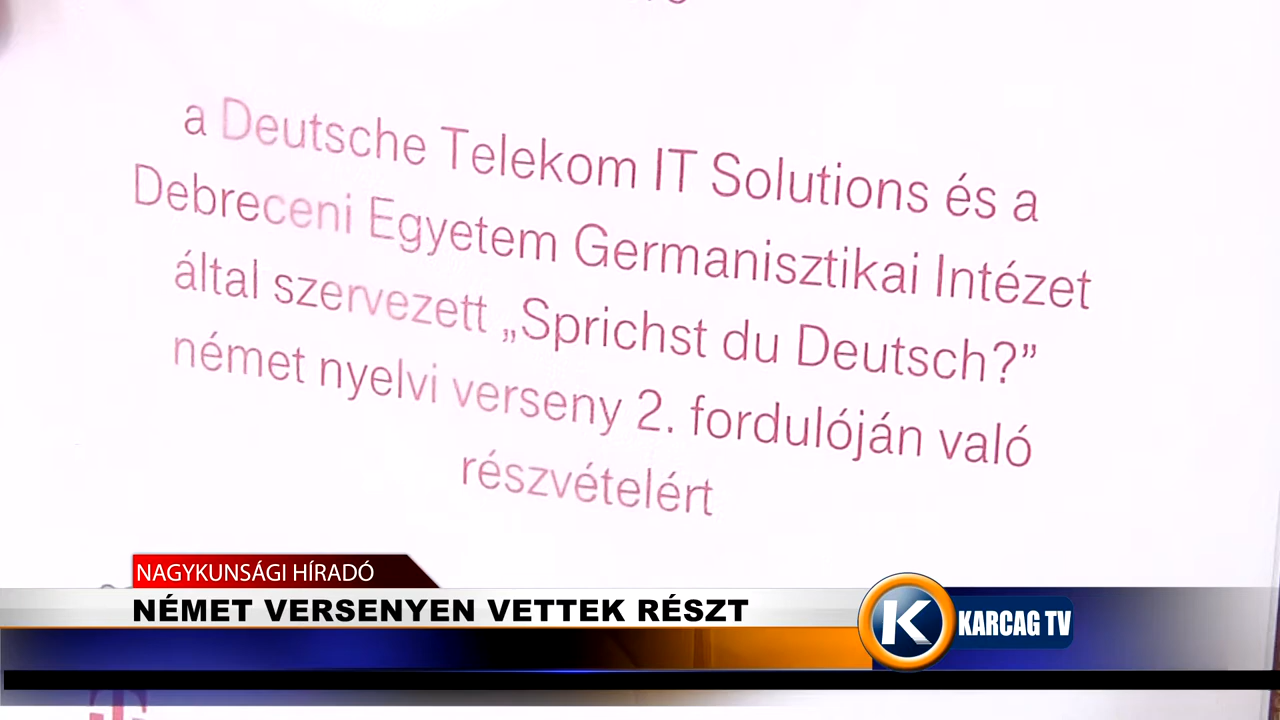 a Deutsche Telekom IT Solutions és a
Debreceni Egyetem Germanisztikai Intézet
által szervezett „Sprichst du Deutsch?”
német nyelvi verseny 2. fordulóján való
részvételért
NAGYKUNSÁGI HÍRADÓ
NÉMET VERSENYEN VETTEK RÉSZT
K KARCAG TV